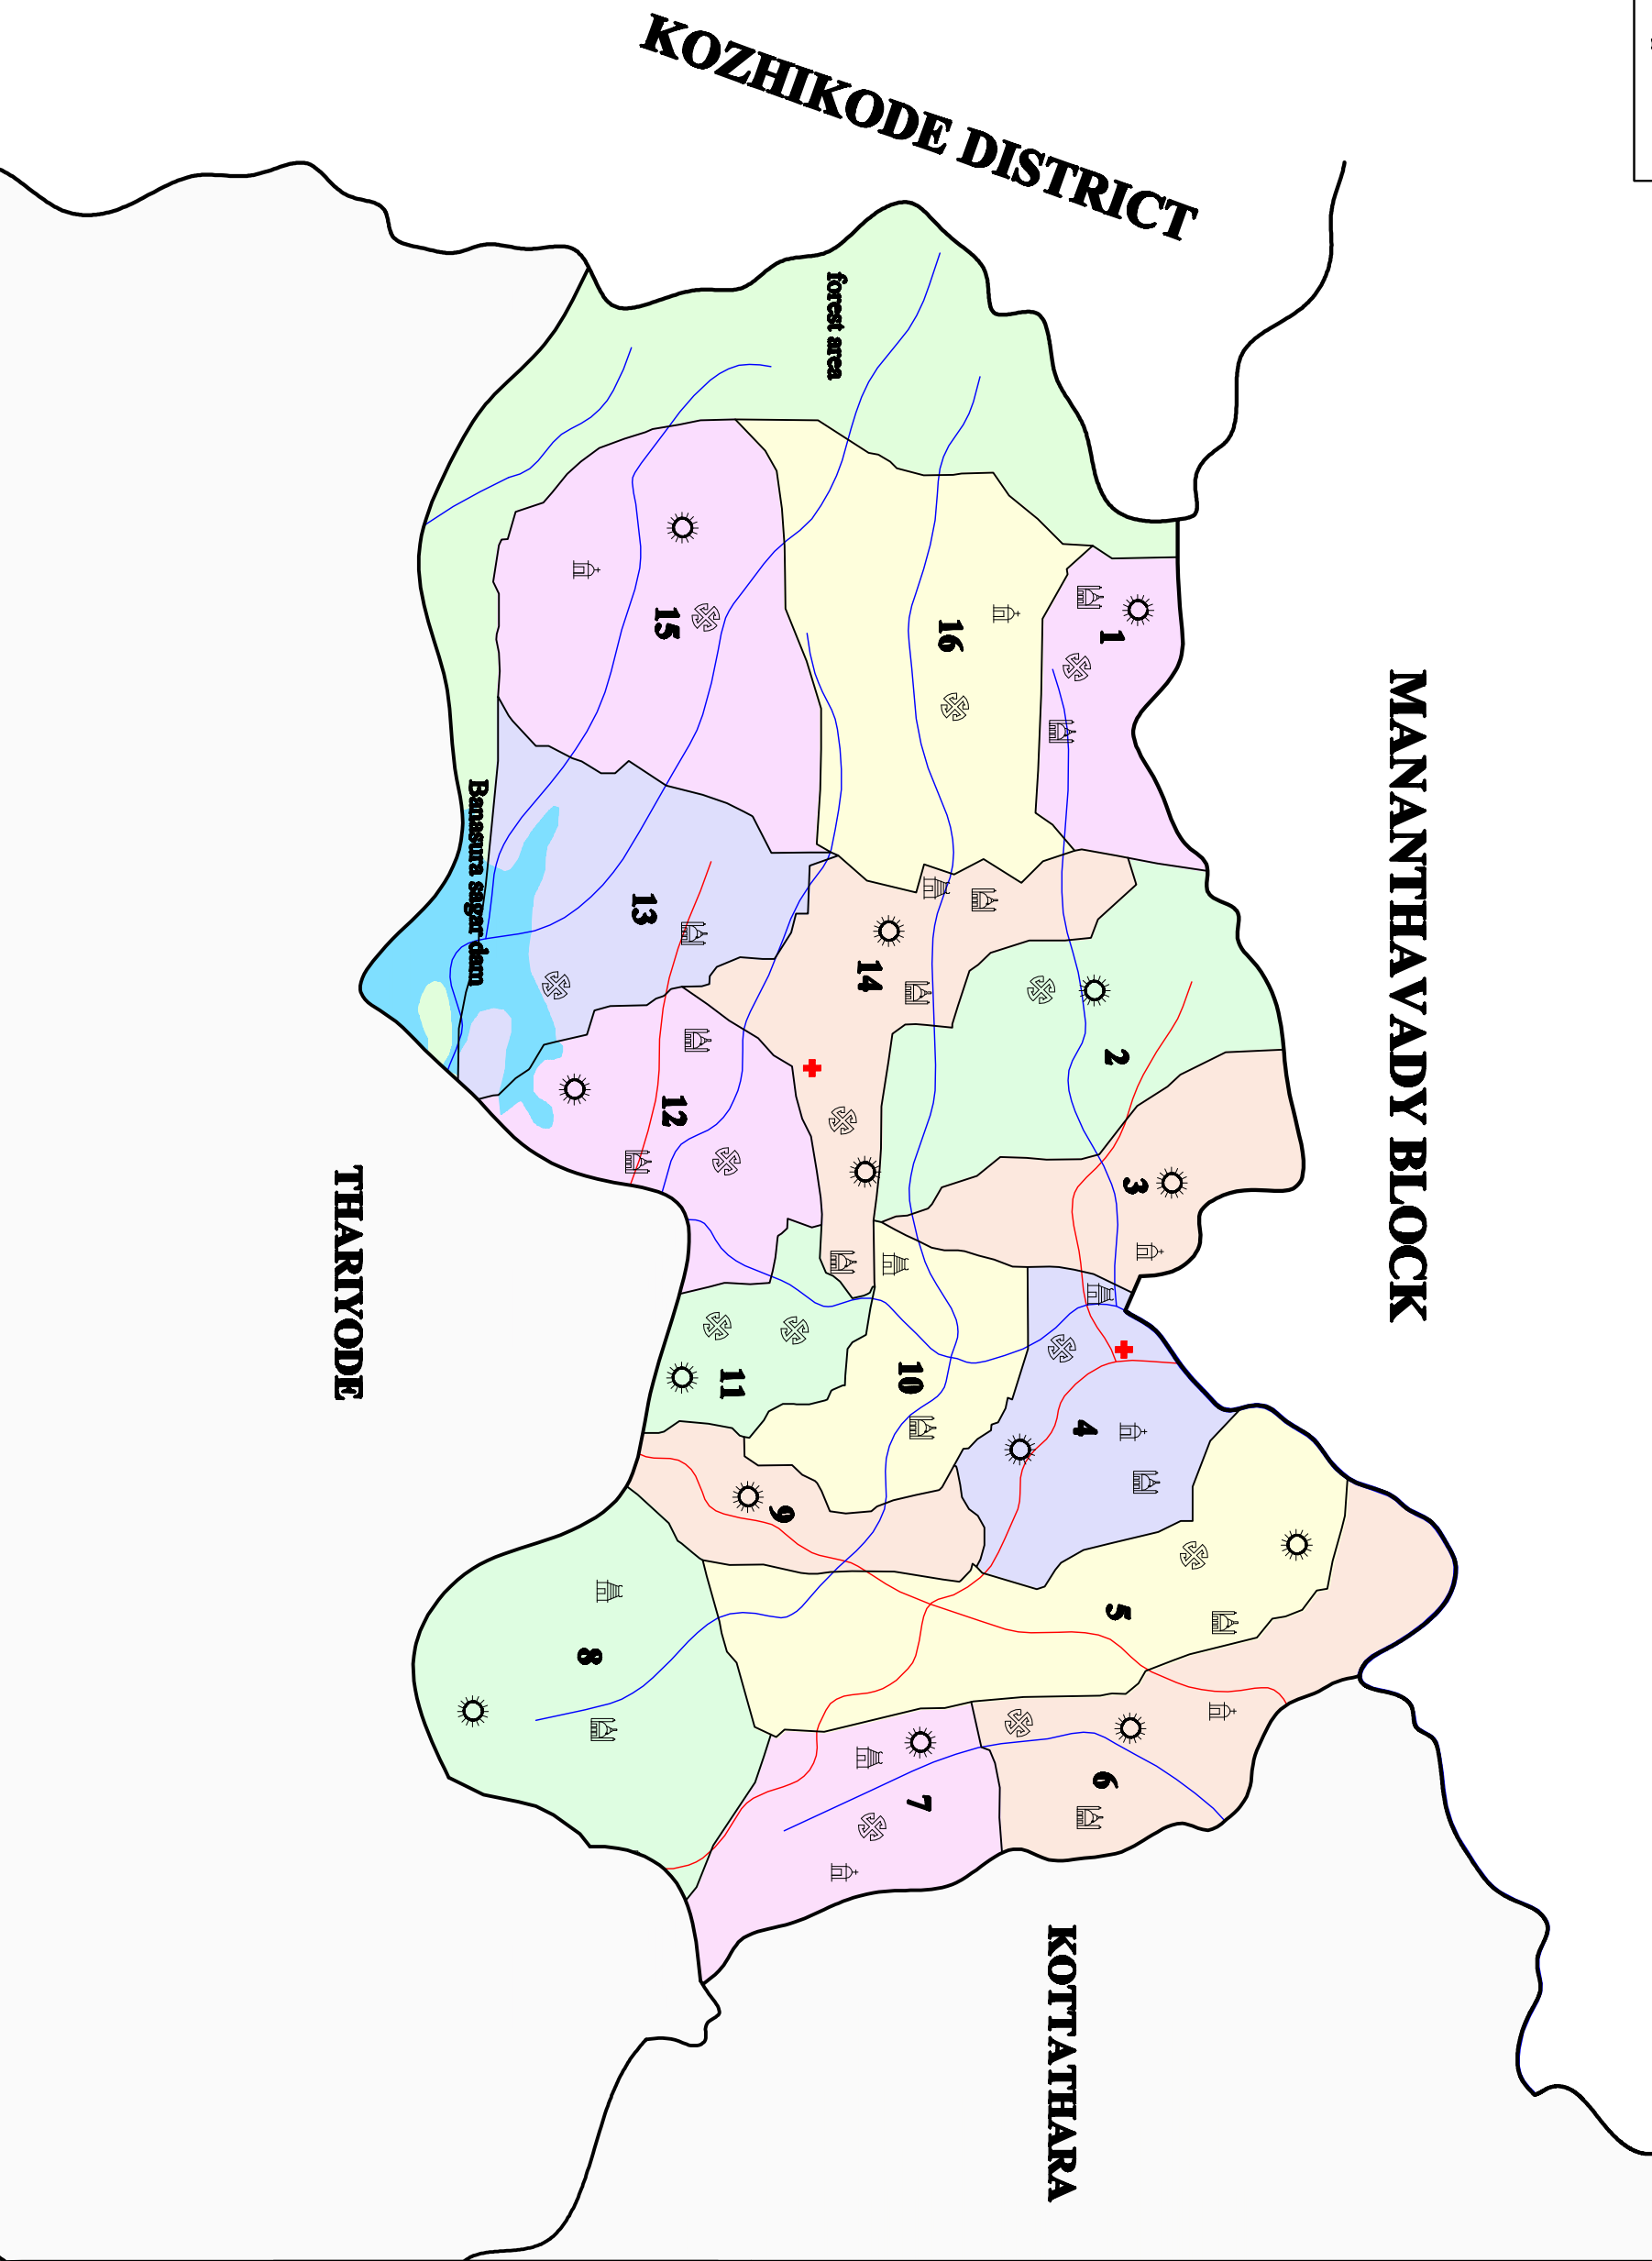 KOZHIKODE DISTRICT
MANANTHAVADY BLOCK
forest area
1
16
15
2
14
13
Banasura sagar dam
3
12
THARIYODE
4
10
11
5
9
8
6
7
KOTTATHARA